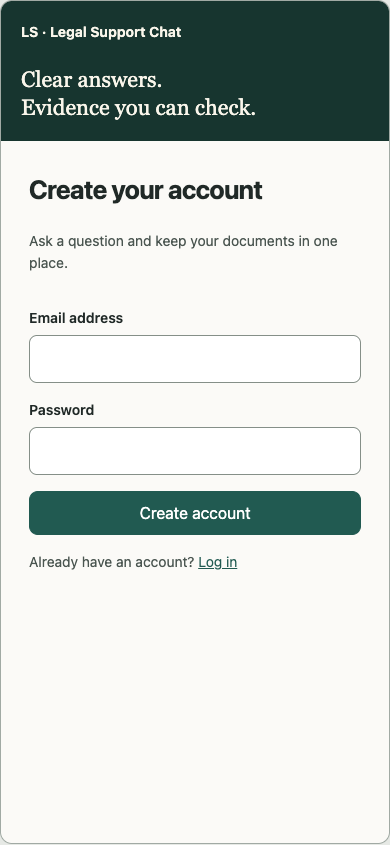 LS · Legal Support Chat
Clear answers.
Evidence you can check.
Create your account
Ask a question and keep your documents in one
place.
Email address
Password
Create account
Already have an account? Log in